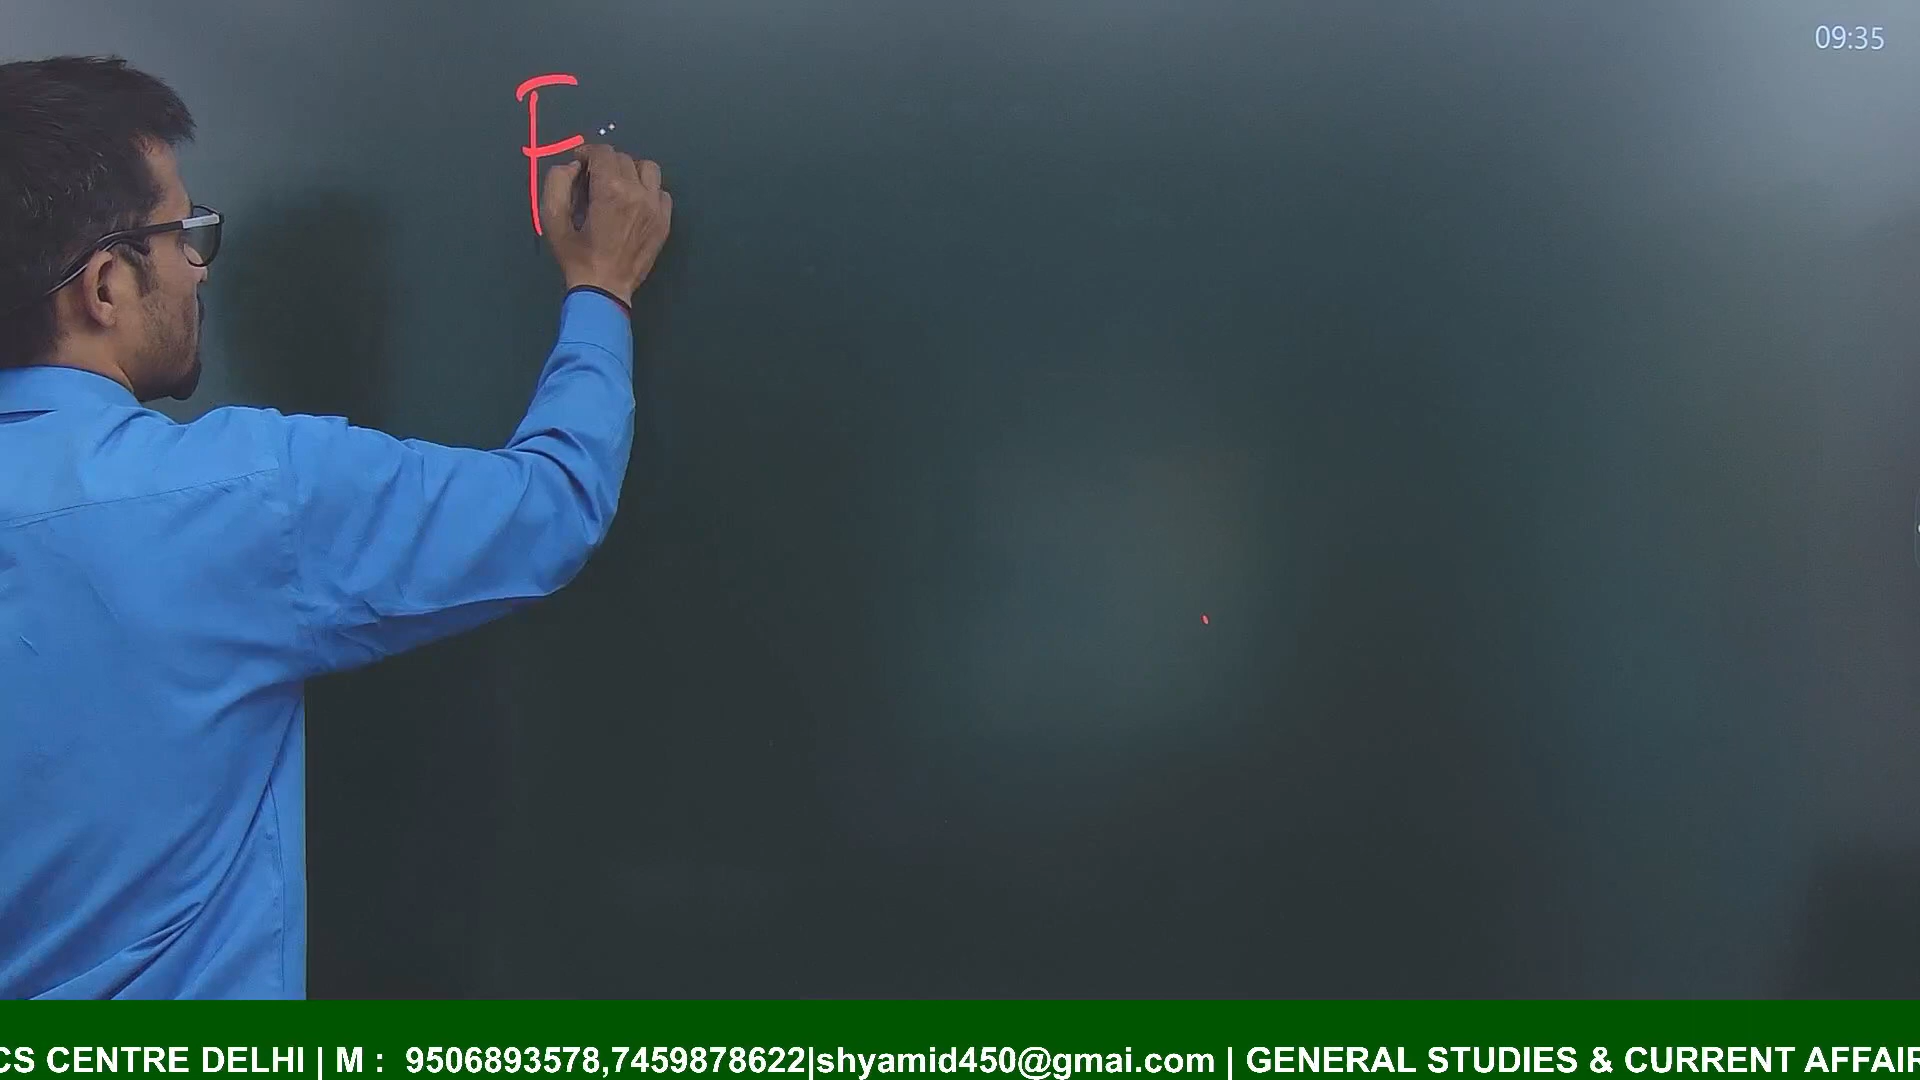 09:35
F
CS CENTRE DELHI | M : 9506893578,7459878622|shyamid450@gmai.com | GENERAL STUDIES & CURRENT AFFAIR